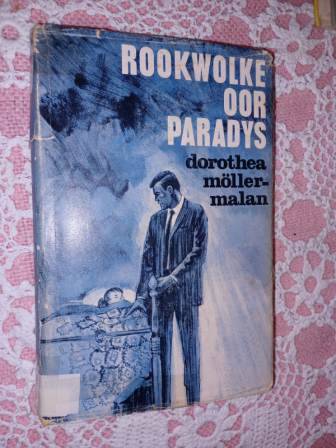 ROOKWOLKE
OOR
PARADYS
dorothea
möller-
malan